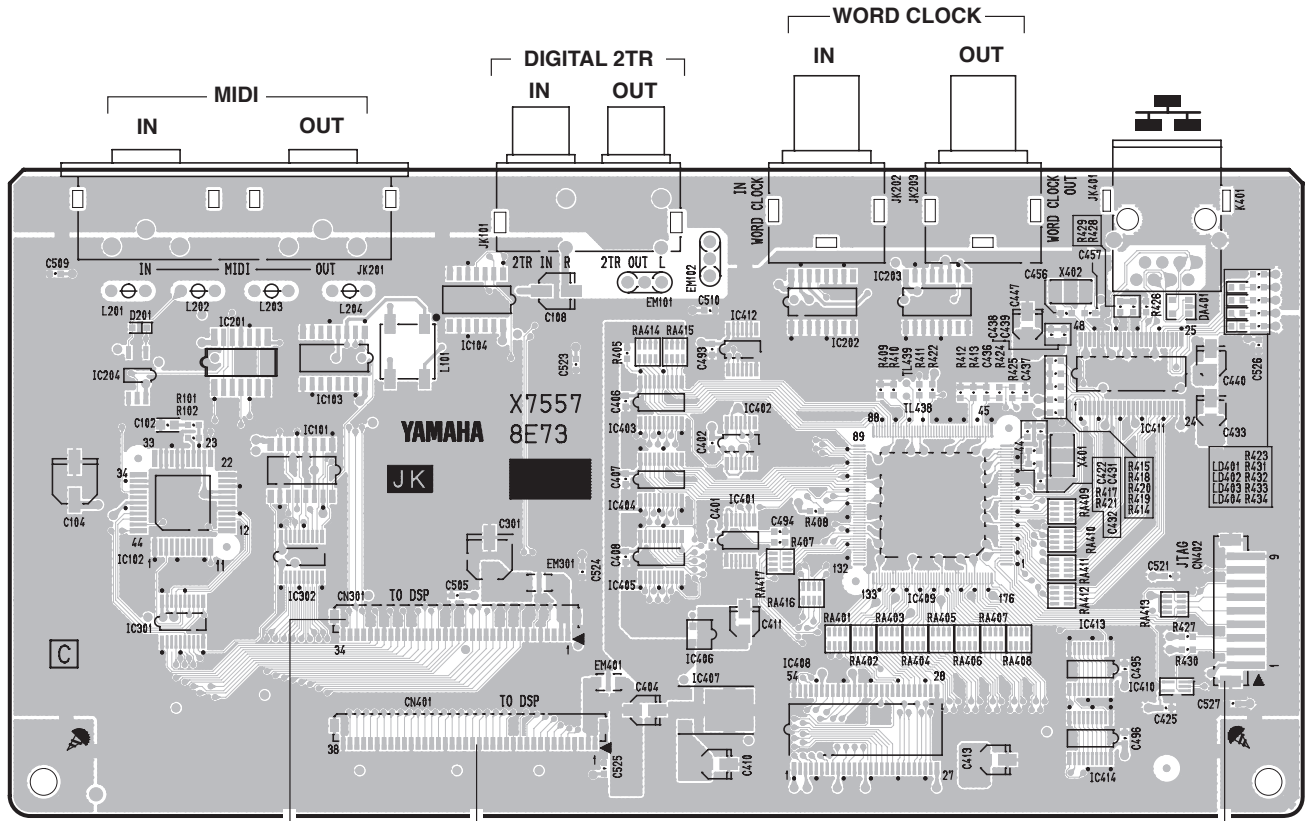 WORD CLOCK
IN OUT
DIGITAL 2TR
IN OUT
MIDI
IN OUT
IN
WORD CLOCK
JK202
JK203
WORD CLOCK
OUT
JK401
K401
R429
R428
C457
JK101
2TR IN R
2TR OUT L
EM102
EM101
C509
IN MIDI OUT
JK201
L201
L202
L203
L204
D201
IC201
IC204
IC103
L101
IC104
C108
C510
C523
IC203
IC202
C456
X402
C447
C438
C439
48
R426
DA401
25
C526
C440
C433
24
1
IC411
RA414
RA415
R405
C493
IC412
C406
IC403
C402
IC402
C407
IC404
C401
IC401
C408
IC405
R409
R410
TL439
R411
R422
R412
R413
C436
R424
R425
C437
TL438
88
45
89
44
X401
132
1
133
IC409
176
C422
C431
R417
R421
C432
R415
R418
R420
R419
R414
R423
LD401 R431
LD402 R432
LD403 R433
LD404 R434
X7557
8E73
YAMAHA
JK
R101
R102
C102
33
23
34
22
44
12
1
11
IC102
C104
IC101
IC302
IC301
C301
EM301
C505
C524
CN301
TO DSP
34
1
C494
R407
R408
RA417
RA416
C411
IC406
RA409
RA410
RA411
RA412
JTAG
CN402
9
1
C521
RA413
R427
R430
RA401
RA403
RA405
RA407
RA402
RA404
RA406
RA408
IC413
C495
IC410
C425
C527
C496
IC414
C
CN401
TO DSP
38
1
EM401
C404
IC407
C410
C525
IC408
54
28
1
27
C413